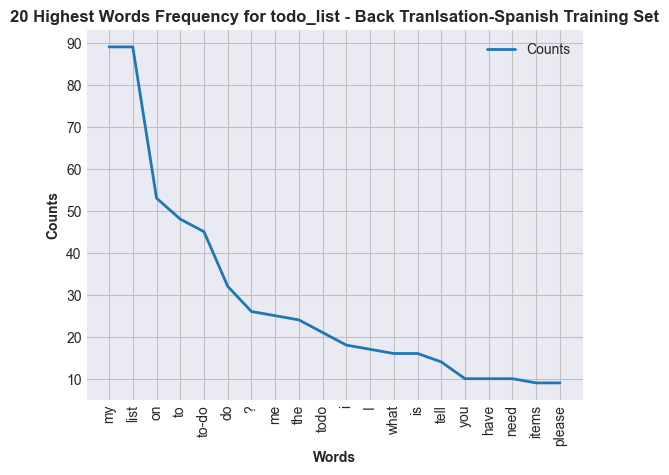 20 Highest Words Frequency for todo_list - Back Tranlsation-Spanish Training Set
Counts
90
80
70
60
50
40
30
20
10
Counts
my
list
on
to
to-do
do
?
me
the
todo
i
I
what
is
tell
you
have
need
items
please
Words